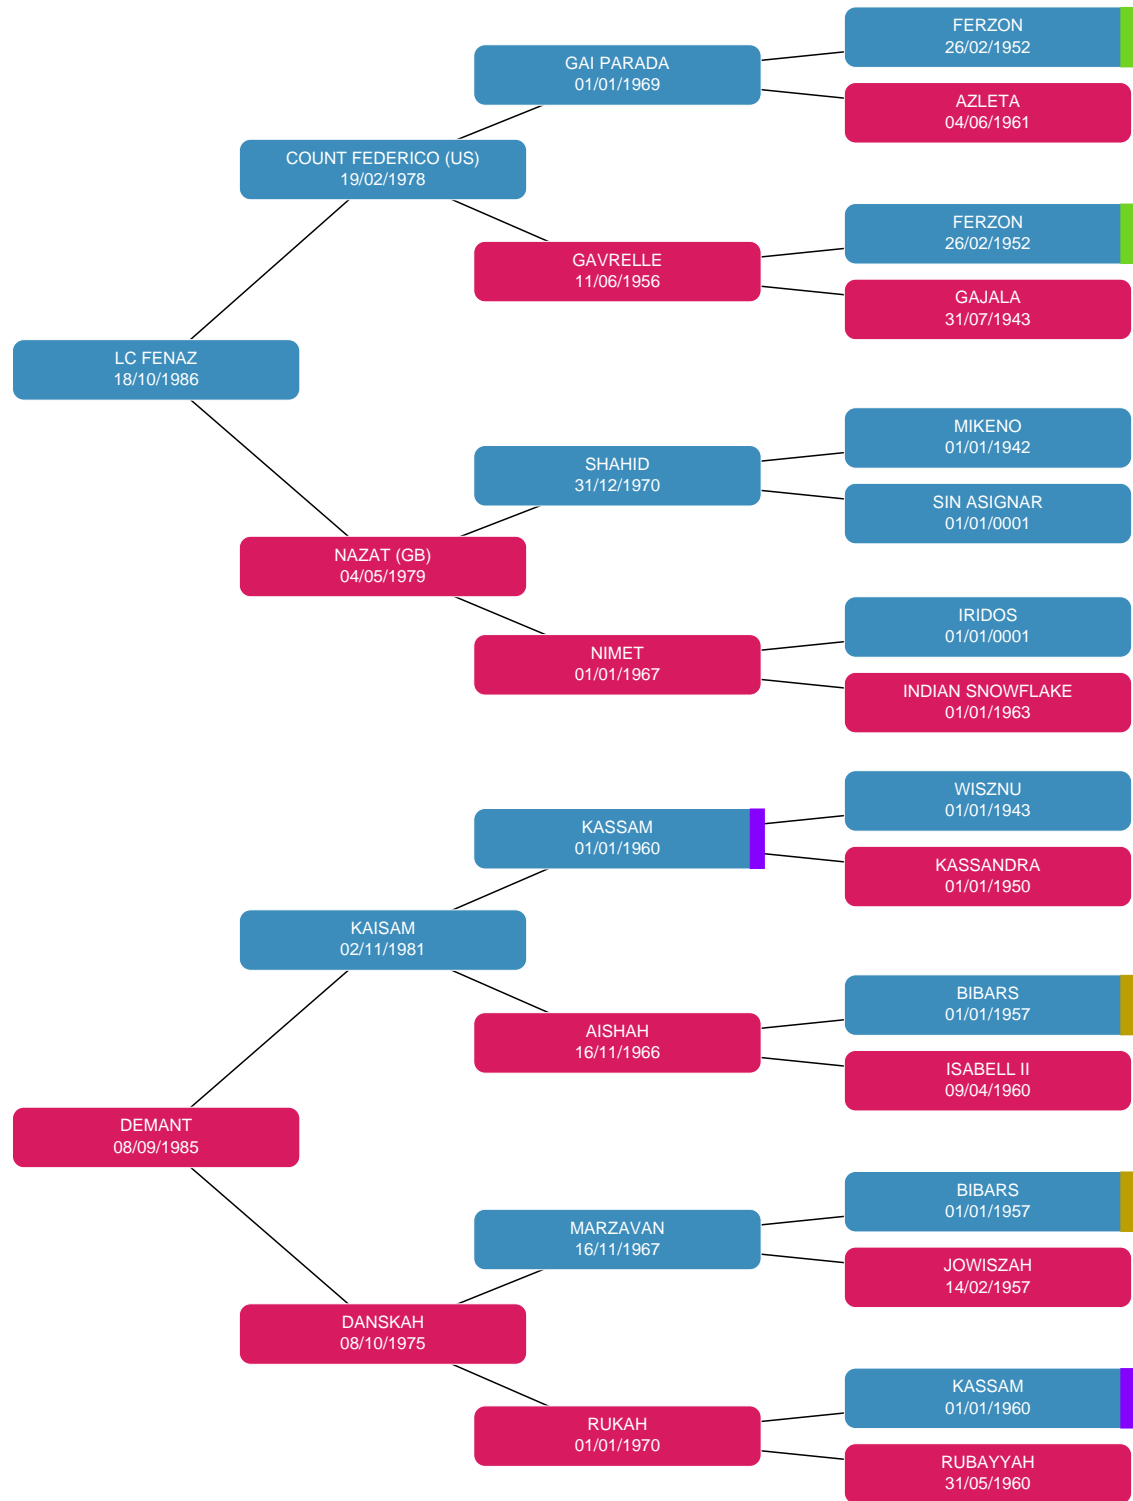 FERZON
26/02/1952
GAI PARADA
01/01/1969
AZLETA
04/06/1961
COUNT FEDERICO (US)
19/02/1978
FERZON
26/02/1952
GAVRELLE
11/06/1956
GAJALA
31/07/1943
LC FENAZ
18/10/1986
MIKENO
01/01/1942
SHAHID
31/12/1970
SIN ASIGNAR
01/01/0001
NAZAT (GB)
04/05/1979
IRIDOS
01/01/0001
NIMET
01/01/1967
INDIAN SNOWFLAKE
01/01/1963
WISZNU
01/01/1943
KASSAM
01/01/1960
KASSANDRA
01/01/1950
KAISAM
02/11/1981
BIBARS
01/01/1957
AISHAH
16/11/1966
ISABELL II
09/04/1960
DEMANT
08/09/1985
BIBARS
01/01/1957
MARZAVAN
16/11/1967
JOWISZAH
14/02/1957
DANSKAH
08/10/1975
KASSAM
01/01/1960
RUKAH
01/01/1970
RUBAYYAH
31/05/1960